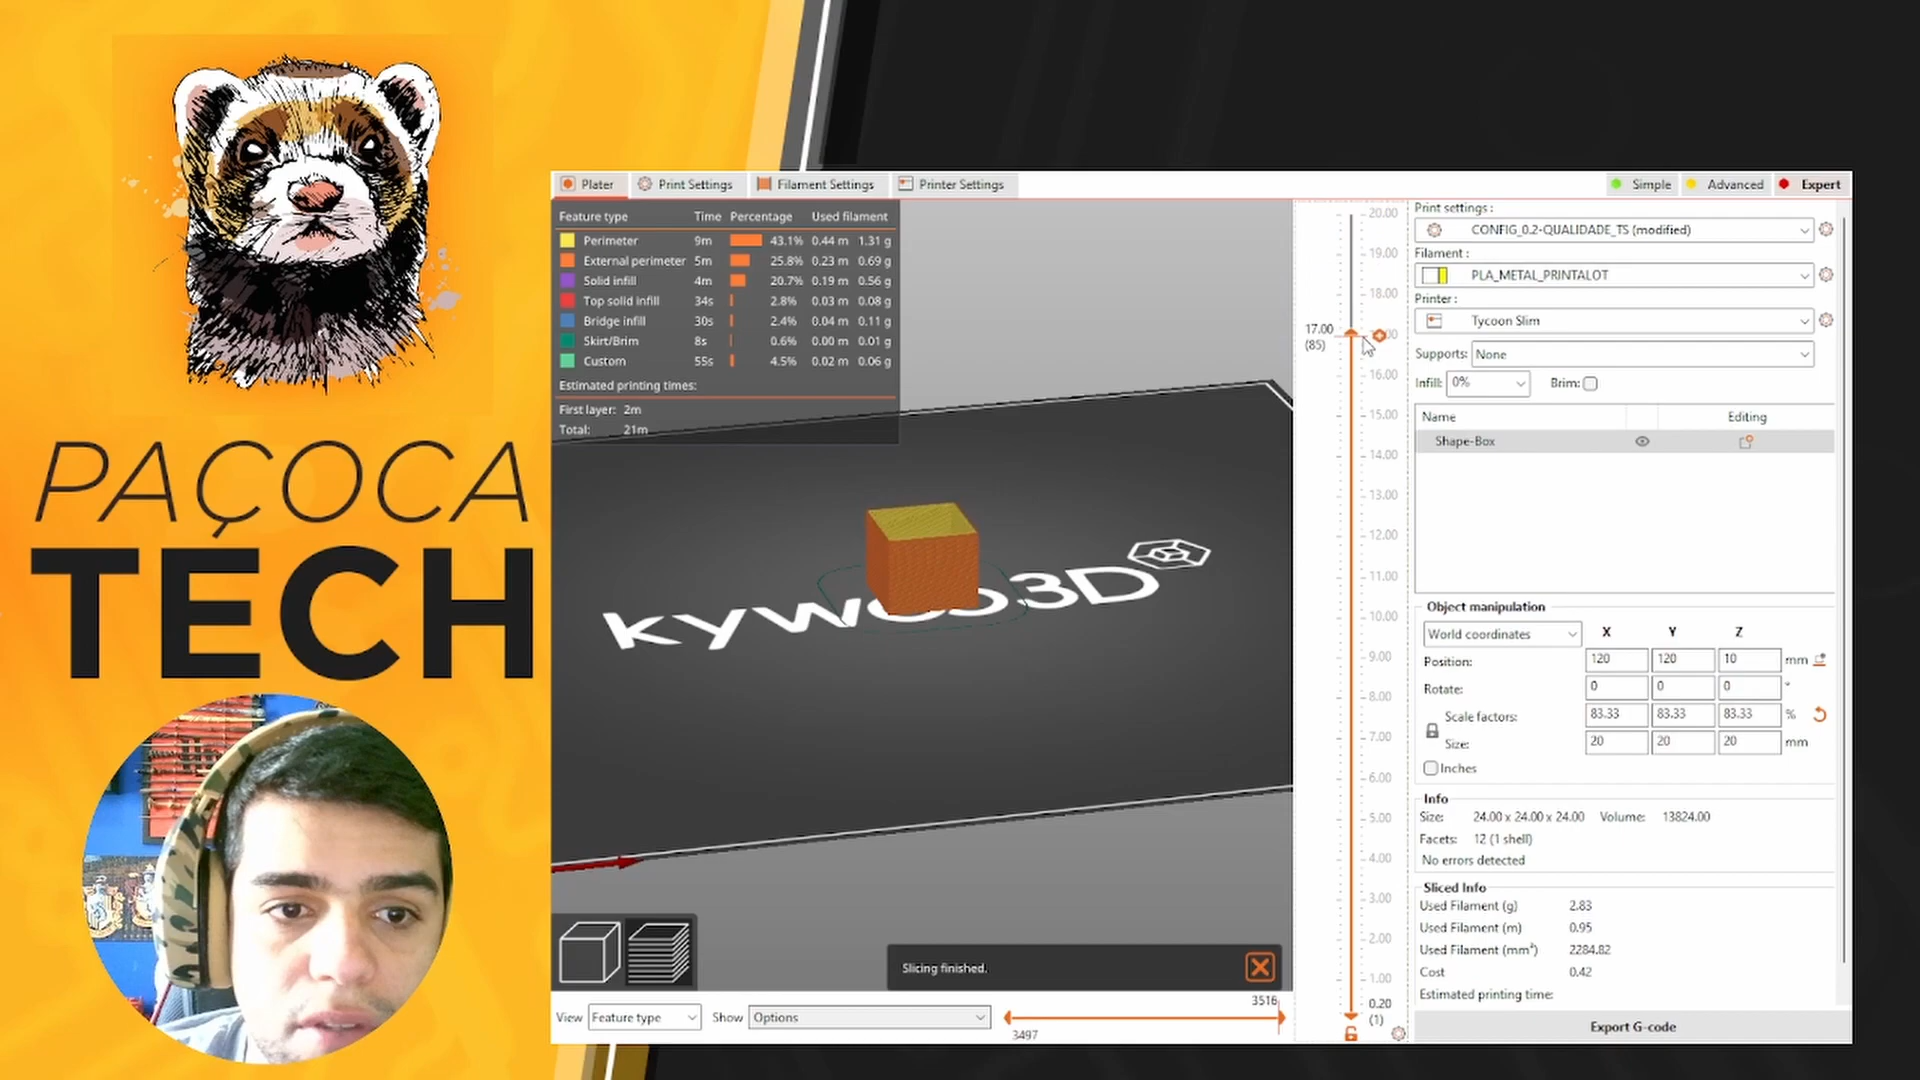 PAÇOCA
TECH
Plater
Print Settings
Filament Settings
Printer Settings
Simple
Advanced
Expert
Feature type Time Percentage Used filament
Perimeter 9m 43.1% 0.44 m 1.31 g
External perimeter 5m 25.8% 0.23 m 0.69 g
Solid infill 4m 20.7% 0.19 m 0.56 g
Top solid infill 34s 2.8% 0.03 m 0.08 g
Bridge infill 30s 2.4% 0.04 m 0.11 g
Skirt/Brim 8s 0.6% 0.00 m 0.01 g
Custom 55s 4.5% 0.02 m 0.06 g
Estimated printing times:
First layer: 2m
Total: 21m
Slicing finished.
View Feature type Show Options
3516
3497
20.00
19.00
18.00
17.00
(85)
16.00
15.00
14.00
13.00
12.00
11.00
10.00
9.00
8.00
7.00
6.00
5.00
4.00
3.00
2.00
1.00
0.20
(1)
Print settings :
CONFIG_0.2-QUALIDADE_TS (modified)
Filament :
PLA_METAL_PRINTALOT
Printer :
Tycoon Slim
Supports: None
Infill: 0% Brim:
Name Editing
Shape-Box
Object manipulation
World coordinates X Y Z
Position: 120 120 10 mm
Rotate: 0 0 0 °
Scale factors: 83.33 83.33 83.33 %
Size: 20 20 20 mm
Inches
Info
Size: 24.00 x 24.00 x 24.00 Volume: 13824.00
Facets: 12 (1 shell)
No errors detected
Sliced Info
Used Filament (g) 2.83
Used Filament (m) 0.95
Used Filament (mm³) 2284.82
Cost 0.42
Estimated printing time:
Export G-code